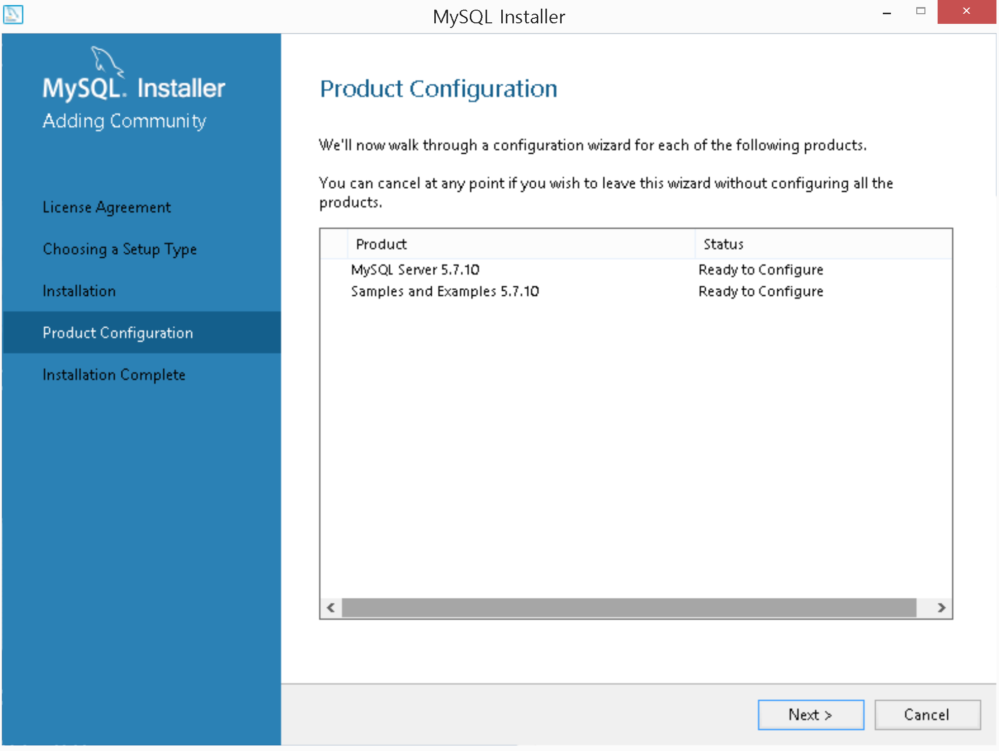 MySQL Installer
MySQL. Installer
Adding Community
License Agreement
Choosing a Setup Type
Installation
Product Configuration
Installation Complete
Product Configuration
We'll now walk through a configuration wizard for each of the following products.
You can cancel at any point if you wish to leave this wizard without configuring all the
products.
Product Status
MySQL Server 5.7.10 Ready to Configure
Samples and Examples 5.7.10 Ready to Configure
Next >
Cancel